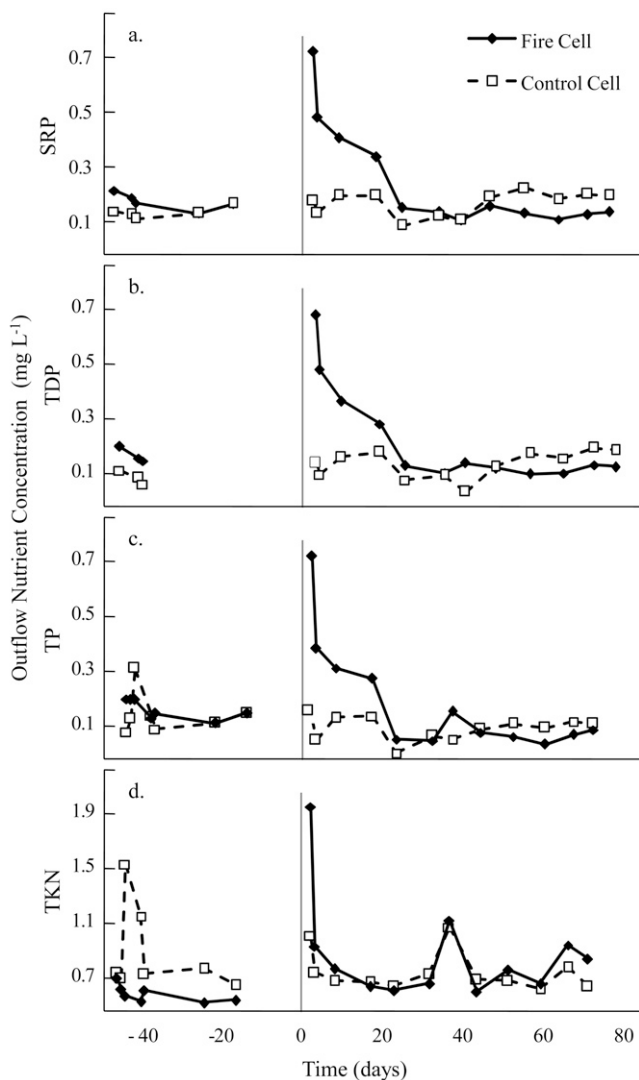 a.
Fire Cell
Control Cell
SRP
0.7
0.5
0.3
0.1
b.
TDP
0.7
0.5
0.3
0.1
Outflow Nutrient Concentration (mg L-1)
c.
TP
0.7
0.5
0.3
0.1
d.
TKN
1.9
1.5
1.1
0.7
- 40 -20 0 20 40 60 80
Time (days)